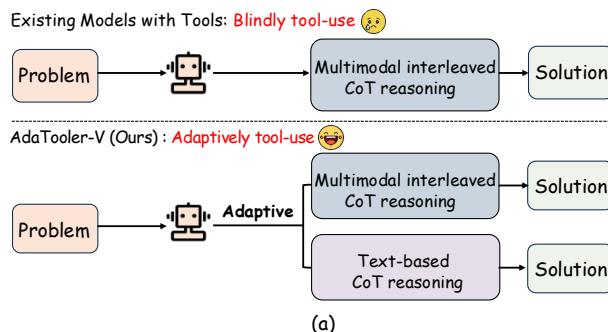 Existing Models with Tools: Blindly tool-use
Problem
Multimodal interleaved
CoT reasoning
Solution
AdaTooler-V (Ours) : Adaptively tool-use
Problem
Adaptive
Multimodal interleaved
CoT reasoning
Solution
Text-based
CoT reasoning
Solution
(a)